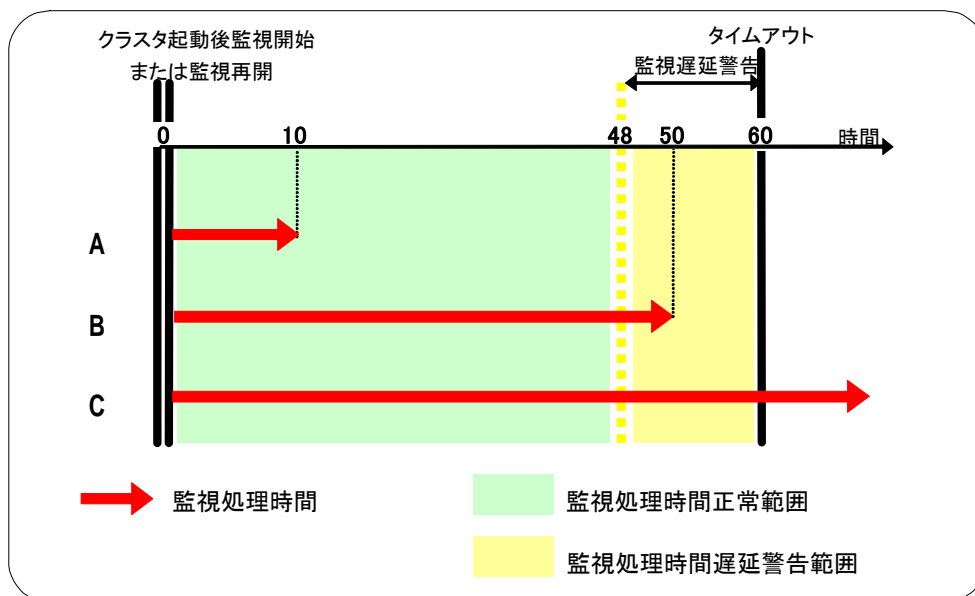 クラスタ起動後監視開始
または監視再開
タイムアウト
監視遅延警告
0 10 48 50 60 時間
A
B
C
監視処理時間
監視処理時間正常範囲
監視処理時間遅延警告範囲